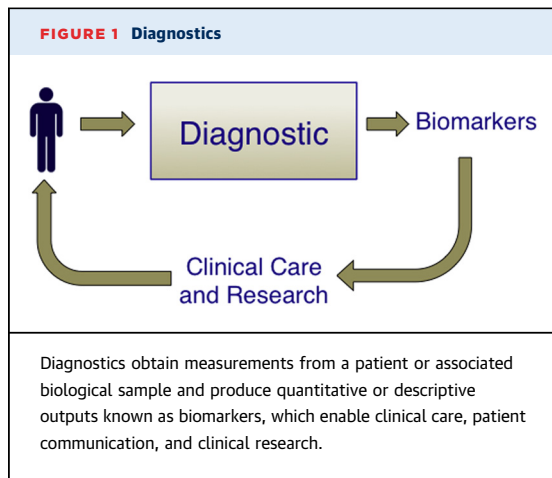 FIGURE 1 Diagnostics
Diagnostic
Biomarkers
Clinical Care
and Research
Diagnostics obtain measurements from a patient or associated
biological sample and produce quantitative or descriptive
outputs known as biomarkers, which enable clinical care, patient
communication, and clinical research.